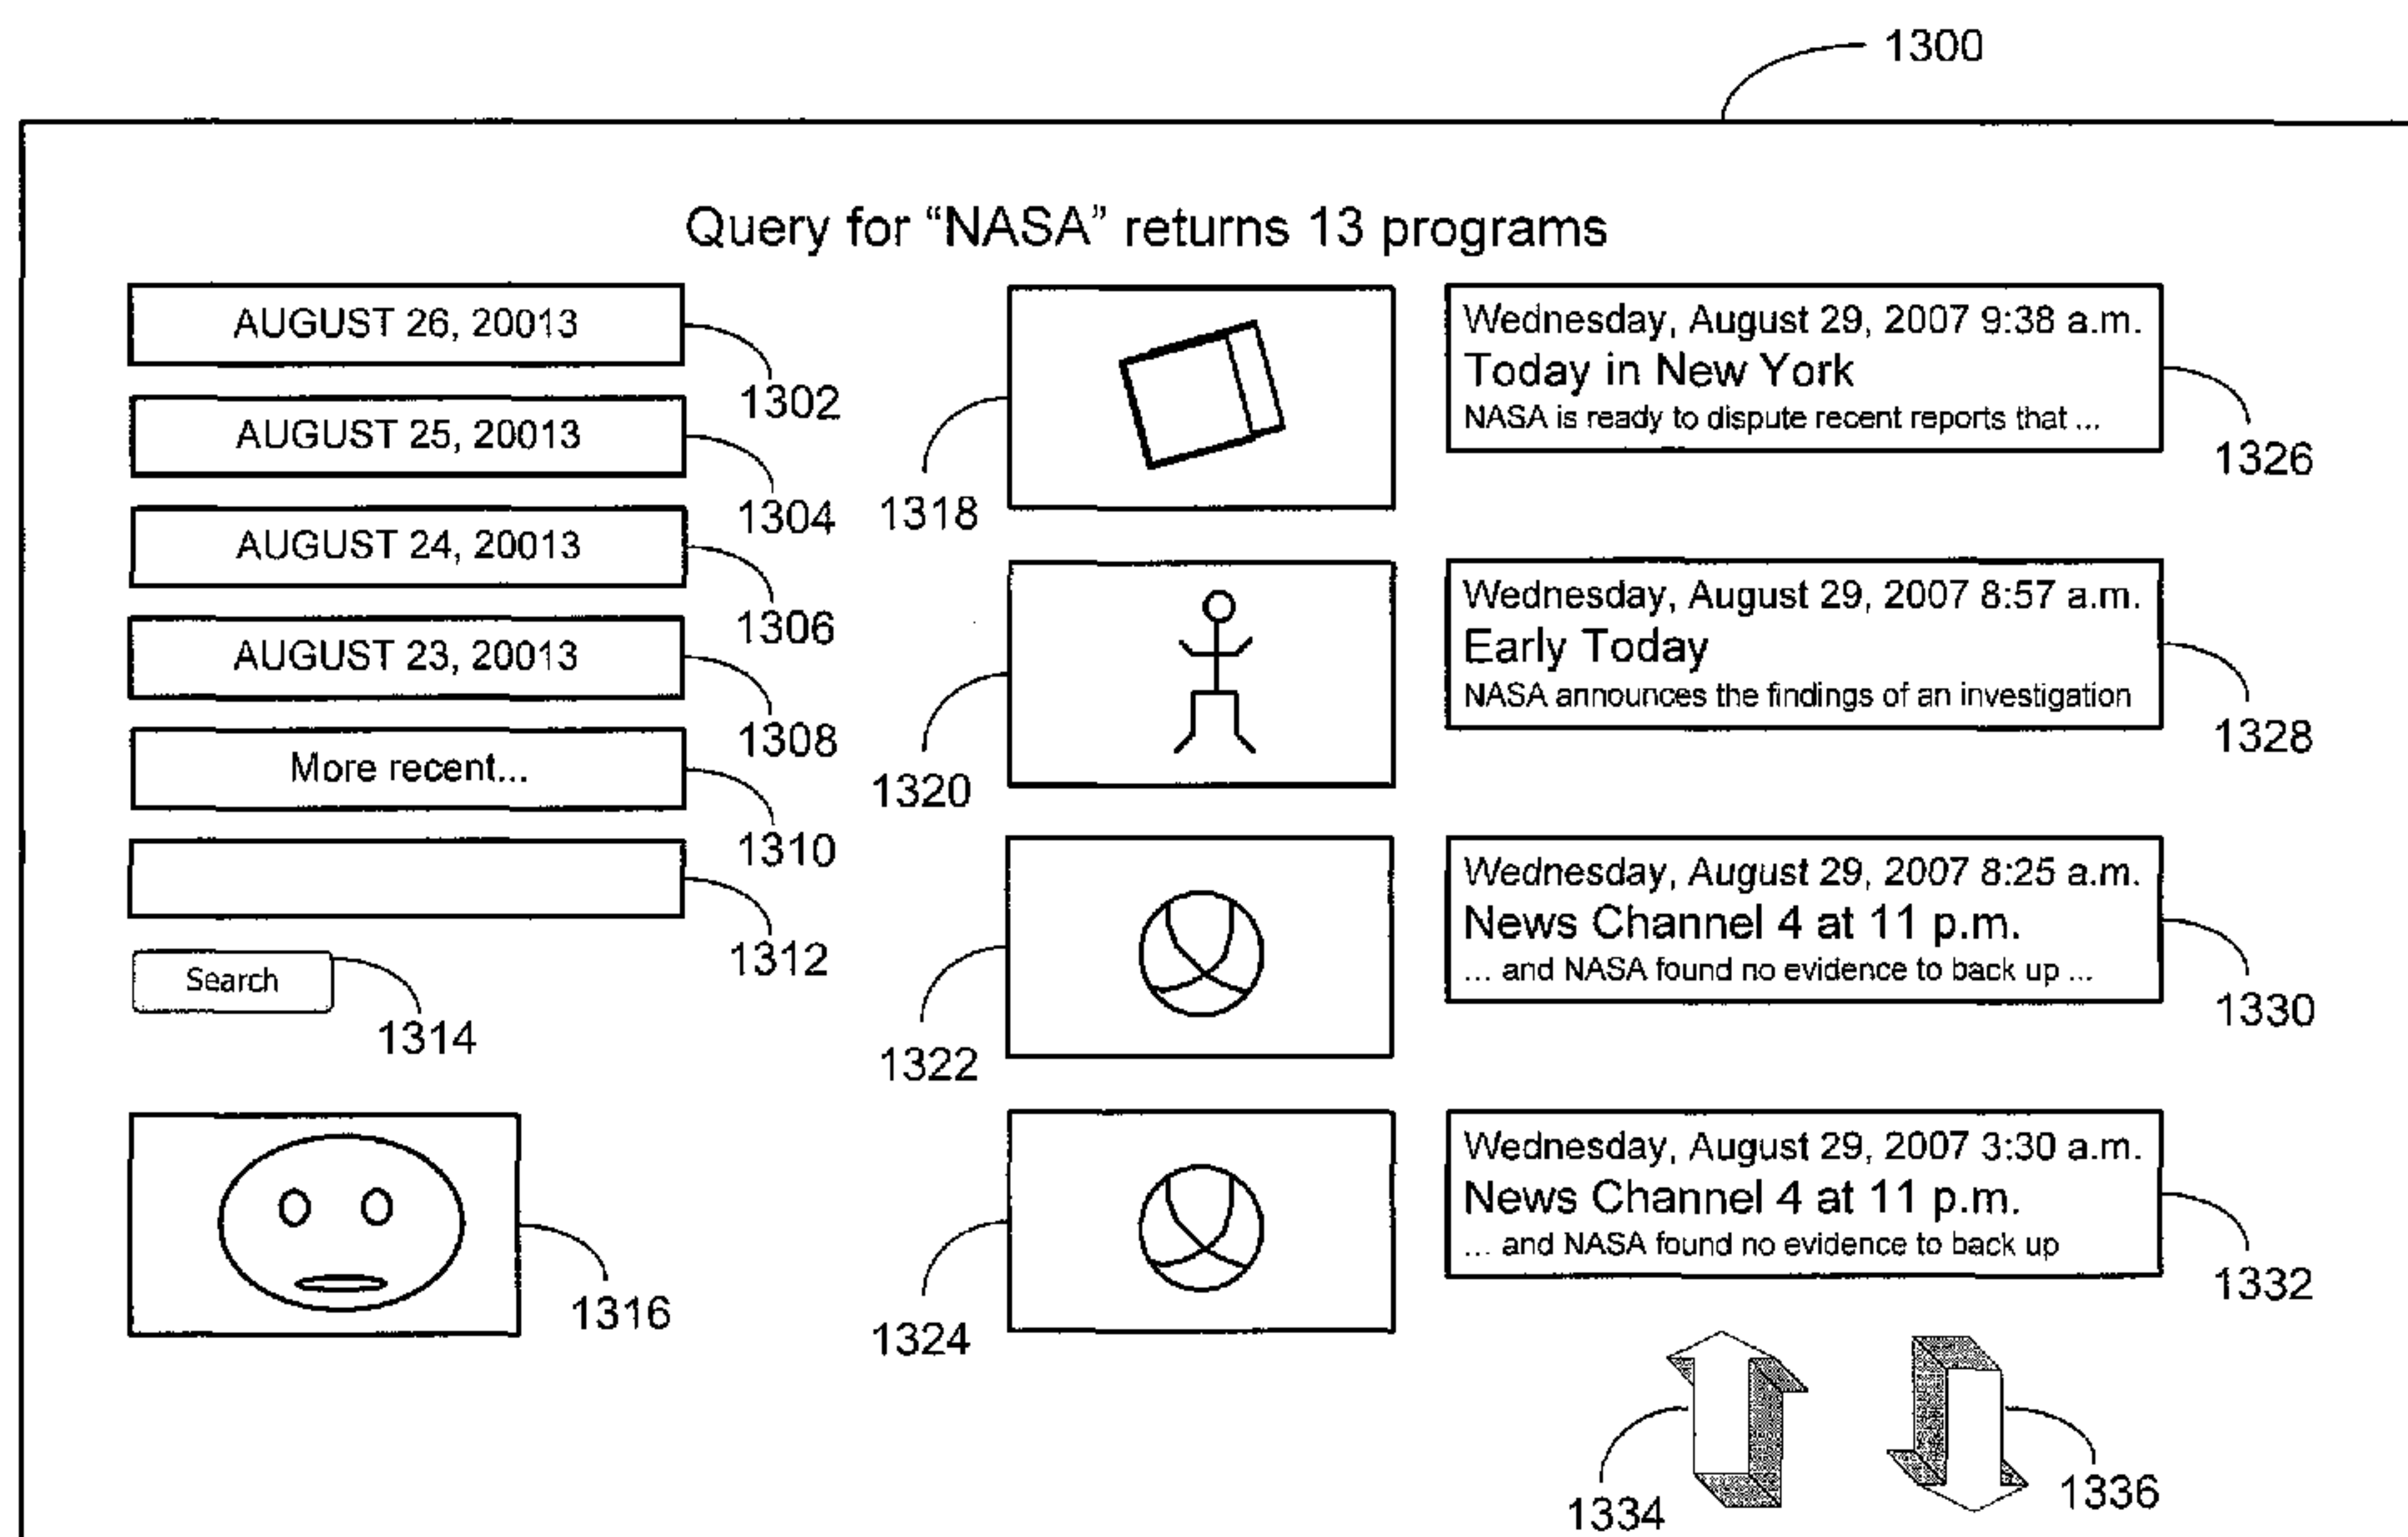 1300
Query for “NASA” returns 13 programs
AUGUST 26, 20013
1302
AUGUST 25, 20013
1304
AUGUST 24, 20013
1306
AUGUST 23, 20013
1308
More recent...
1310
1312
Search
1314
1316
1318
1320
1322
1324
Wednesday, August 29, 2007 9:38 a.m.
Today in New York
NASA is ready to dispute recent reports that ...
1326
Wednesday, August 29, 2007 8:57 a.m.
Early Today
NASA announces the findings of an investigation
1328
Wednesday, August 29, 2007 8:25 a.m.
News Channel 4 at 11 p.m.
... and NASA found no evidence to back up ...
1330
Wednesday, August 29, 2007 3:30 a.m.
News Channel 4 at 11 p.m.
... and NASA found no evidence to back up
1332
1334
1336